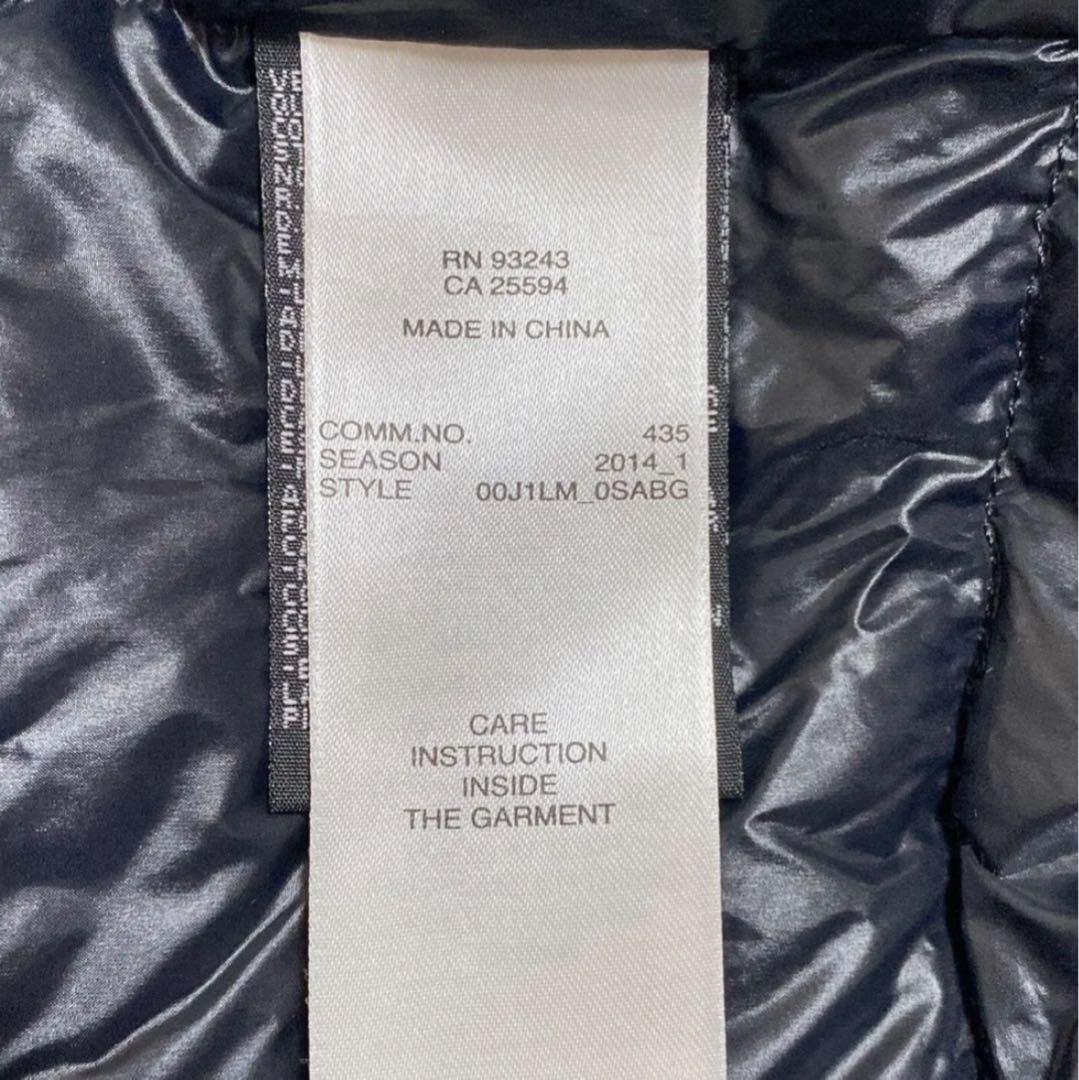 RN 93243
CA 25594
MADE IN CHINA
COMM.NO. 435
SEASON 2014_1
STYLE 00J1LM_0SABG
CARE
INSTRUCTION
INSIDE
THE GARMENT